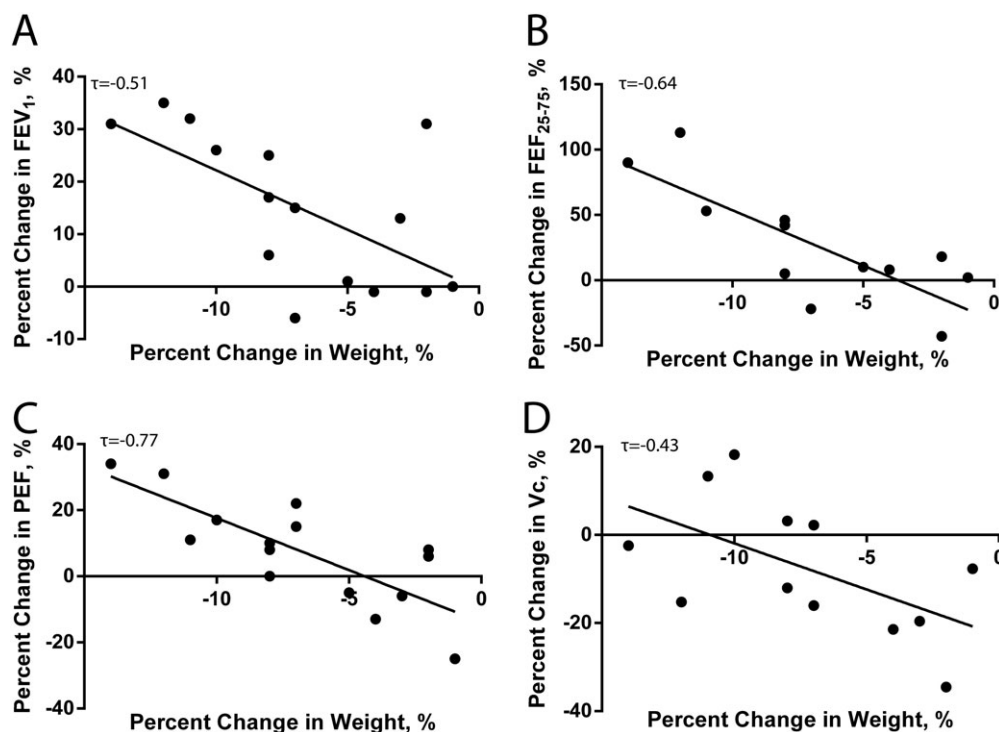 A
τ=-0.51
Percent Change in FEV₁, %
40
30
20
10
0
-10
-10
-5
0
Percent Change in Weight, %
B
τ=-0.64
Percent Change in FEF₂₅₋₇₅, %
150
100
50
0
-50
-10
-5
0
Percent Change in Weight, %
C
τ=-0.77
Percent Change in PEF, %
40
20
0
-20
-40
-10
-5
0
Percent Change in Weight, %
D
τ=-0.43
Percent Change in Vc, %
20
0
-20
-40
-10
-5
0
Percent Change in Weight, %